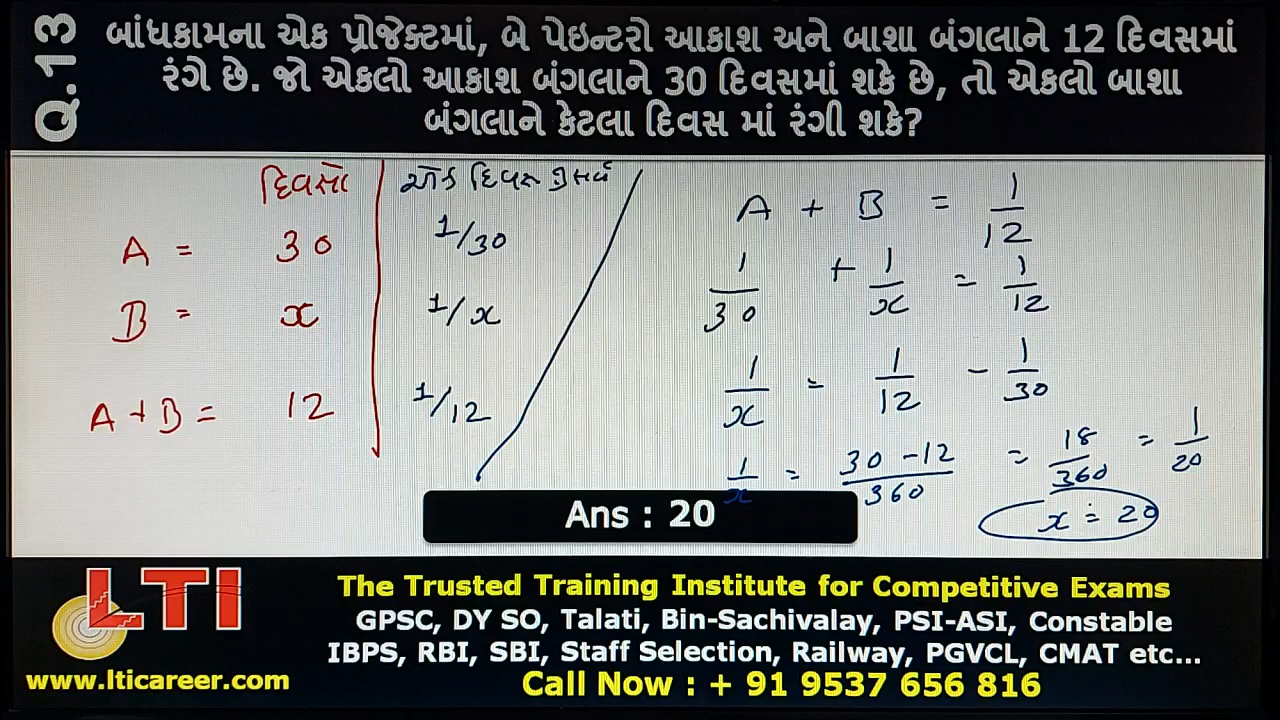 Q.13
બાંધકામના એક પ્રોજેક્ટમાં, બે પેઇન્ટરો આકાશ અને બાશા બંગલાને 12 દિવસમાં
રંગે છે. જો એકલો આકાશ બંગલાને 30 દિવસમાં શકે છે, તો એકલો બાશા
બંગલાને કેટલા દિવસ માં રંગી શકે?
દિવસો
A = 30
B = x
A + B = 12
એક દિવસ નું કાર્ય
1/30
1/x
1/12
A + B = 1/12
1/30 + 1/x = 1/12
1/x = 1/12 - 1/30
1/x = 30 - 12/360 = 18/360 = 1/20
x = 20
Ans : 20
LTI
www.lticareer.com
The Trusted Training Institute for Competitive Exams
GPSC, DY SO, Talati, Bin-Sachivalay, PSI-ASI, Constable
IBPS, RBI, SBI, Staff Selection, Railway, PGVCL, CMAT etc...
Call Now : + 91 9537 656 816